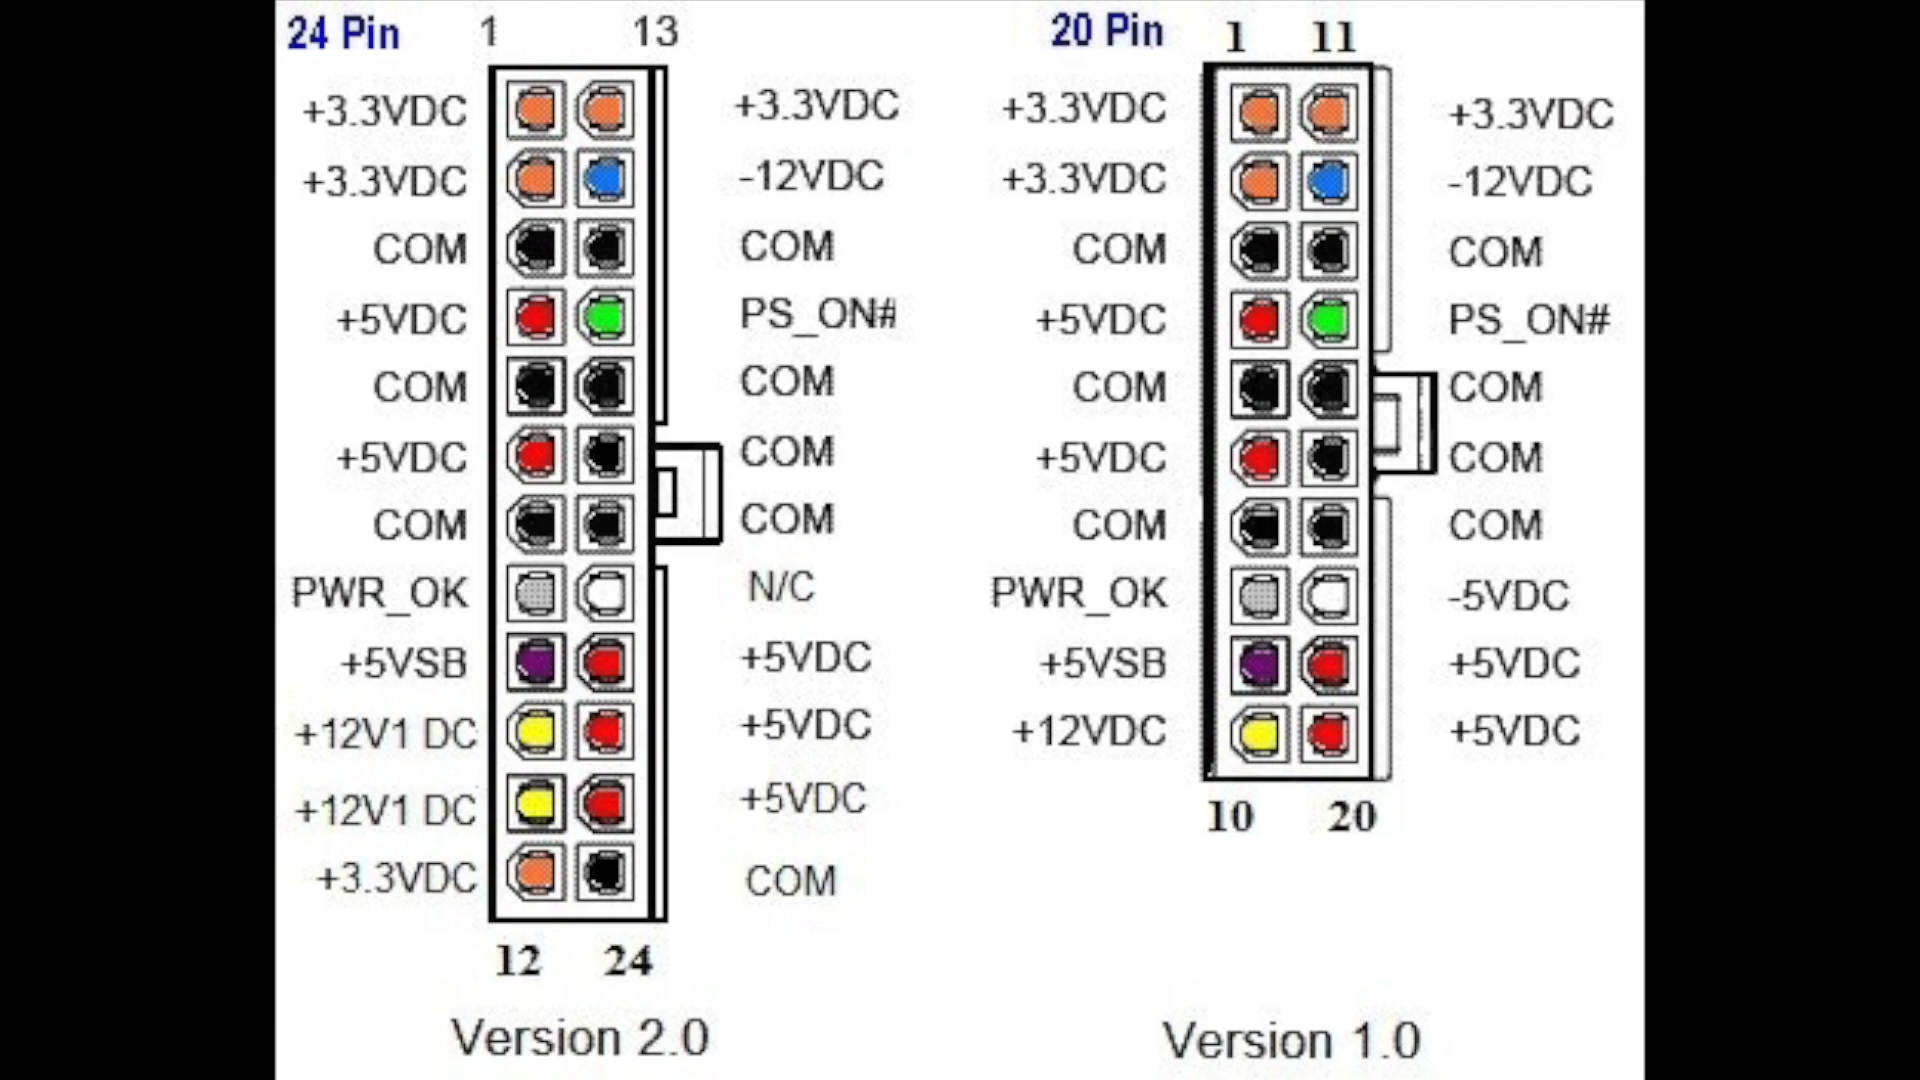 24 Pin 1 13
+3.3VDC +3.3VDC
+3.3VDC -12VDC
COM COM
+5VDC PS_ON#
COM COM
+5VDC COM
COM COM
PWR_OK N/C
+5VSB +5VDC
+12V1 DC +5VDC
+12V1 DC +5VDC
+3.3VDC COM
12 24
Version 2.0
20 Pin 1 11
+3.3VDC +3.3VDC
+3.3VDC -12VDC
COM COM
+5VDC PS_ON#
COM COM
+5VDC COM
COM COM
PWR_OK -5VDC
+5VSB +5VDC
+12VDC +5VDC
10 20
Version 1.0